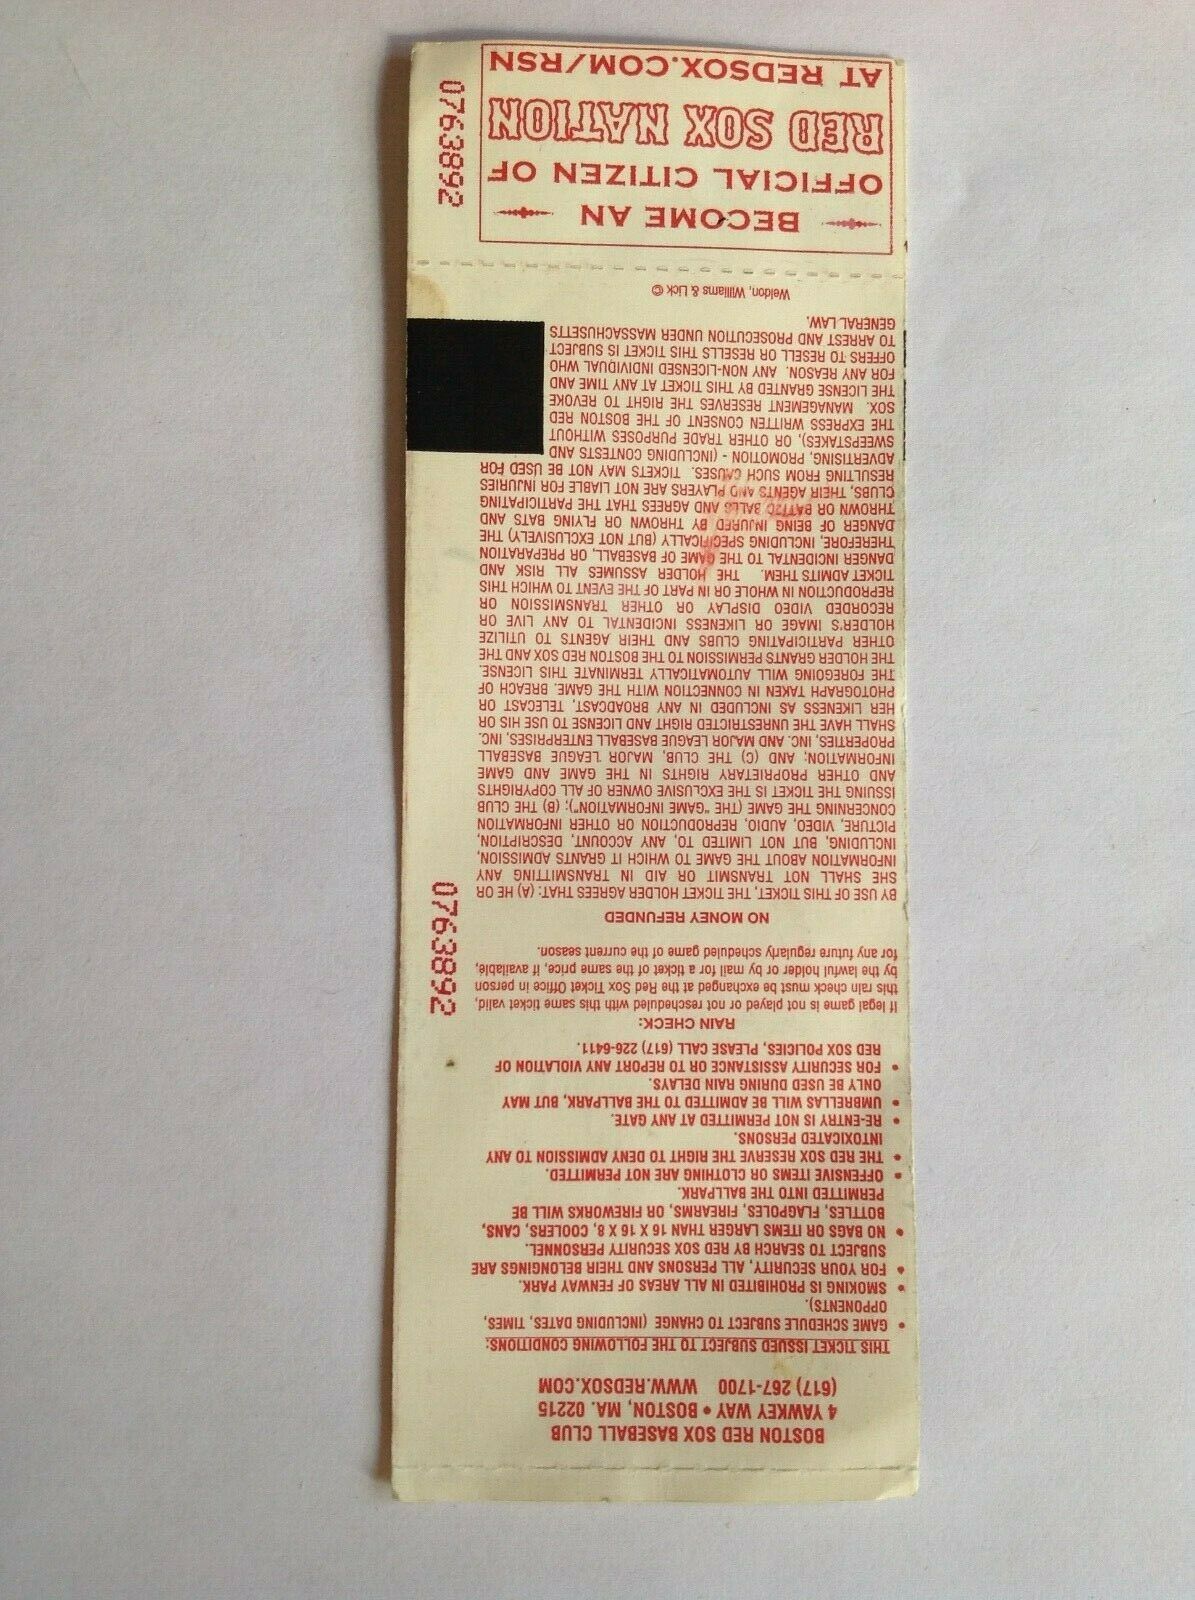 BOSTON RED SOX BASEBALL CLUB
4 YAWKEY WAY • BOSTON, MA. 02215
(617) 267-1700 WWW.REDSOX.COM
THIS TICKET ISSUED SUBJECT TO THE FOLLOWING CONDITIONS:
• GAME SCHEDULE SUBJECT TO CHANGE (INCLUDING DATES, TIMES,
OPPONENTS).
• SMOKING IS PROHIBITED IN ALL AREAS OF FENWAY PARK.
• FOR YOUR SECURITY, ALL PERSONS AND THEIR BELONGINGS ARE
SUBJECT TO SEARCH BY RED SOX SECURITY PERSONNEL.
• NO BAGS OR ITEMS LARGER THAN 16 X 16 X 8, COOLERS, CANS,
BOTTLES, FLAGPOLES, FIREARMS, OR FIREWORKS WILL BE
PERMITTED INTO THE BALLPARK.
• OFFENSIVE ITEMS OR CLOTHING ARE NOT PERMITTED.
• THE RED SOX RESERVE THE RIGHT TO DENY ADMISSION TO ANY
INTOXICATED PERSONS.
• RE-ENTRY IS NOT PERMITTED AT ANY GATE.
• UMBRELLAS WILL BE ADMITTED TO THE BALLPARK, BUT MAY
ONLY BE USED DURING RAIN DELAYS.
• FOR SECURITY ASSISTANCE OR TO REPORT ANY VIOLATION OF
RED SOX POLICIES, PLEASE CALL (617) 226-6411.
RAIN CHECK:
If legal game is not played or not rescheduled with this same ticket, valid,
this rain check must be exchanged at the Red Sox Ticket Office in person
by the lawful holder or by mail for a ticket of the same price, if available,
for any future regularly scheduled game of the current season.
NO MONEY REFUNDED
BY USE OF THIS TICKET, THE TICKET HOLDER AGREES THAT: (A) HE OR
SHE SHALL NOT TRANSMIT OR AID IN TRANSMITTING ANY
INFORMATION ABOUT THE GAME TO WHICH IT GRANTS ADMISSION,
INCLUDING, BUT NOT LIMITED TO, ANY ACCOUNT, DESCRIPTION,
PICTURE, VIDEO, AUDIO, REPRODUCTION OR OTHER INFORMATION
CONCERNING THE GAME (THE "GAME INFORMATION"); (B) THE CLUB
ISSUING THE TICKET IS THE EXCLUSIVE OWNER OF ALL COPYRIGHTS
AND OTHER PROPRIETARY RIGHTS IN THE GAME AND GAME
INFORMATION; AND (C) THE CLUB, MAJOR LEAGUE BASEBALL
PROPERTIES, INC. AND MAJOR LEAGUE BASEBALL ENTERPRISES, INC.
SHALL HAVE THE UNRESTRICTED RIGHT AND LICENSE TO USE HIS OR
HER LIKENESS AS INCLUDED IN ANY BROADCAST, TELECAST OR
PHOTOGRAPH TAKEN IN CONNECTION WITH THE GAME. BREACH OF
THE FOREGOING WILL AUTOMATICALLY TERMINATE THIS LICENSE.
THE HOLDER GRANTS PERMISSION TO THE BOSTON RED SOX AND THE
OTHER PARTICIPATING CLUBS AND THEIR AGENTS TO UTILIZE
HOLDER'S IMAGE OR LIKENESS INCIDENTAL TO ANY LIVE OR
RECORDED VIDEO DISPLAY OR OTHER TRANSMISSION OR
REPRODUCTION IN WHOLE OR IN PART OF THE EVENT TO WHICH THIS
TICKET ADMITS THEM. THE HOLDER ASSUMES ALL RISK AND
DANGER INCIDENTAL TO THE GAME OF BASEBALL, OR PREPARATION
THEREFORE, INCLUDING SPECIFICALLY (BUT NOT EXCLUSIVELY) THE
DANGER OF BEING INJURED BY THROWN OR FLYING BATS AND
THROWN OR BATTED BALLS AND AGREES THAT THE PARTICIPATING
CLUBS, THEIR AGENTS AND PLAYERS ARE NOT LIABLE FOR INJURIES
RESULTING FROM SUCH CAUSES. TICKETS MAY NOT BE USED FOR
ADVERTISING, PROMOTION - (INCLUDING CONTESTS AND
SWEEPSTAKES), OR OTHER TRADE PURPOSES WITHOUT
THE EXPRESS WRITTEN CONSENT OF THE BOSTON RED
SOX. MANAGEMENT RESERVES THE RIGHT TO REVOKE
THE LICENSE GRANTED BY THIS TICKET AT ANY TIME AND
FOR ANY REASON. ANY NON-LICENSED INDIVIDUAL WHO
OFFERS TO RESELL OR RESELLS THIS TICKET IS SUBJECT
TO ARREST AND PROSECUTION UNDER MASSACHUSETTS
GENERAL LAW.
Weldon, Williams & Lick ©
0763892
BECOME AN
OFFICIAL CITIZEN OF
RED SOX NATION
AT REDSOX.COM/RSN
0763892